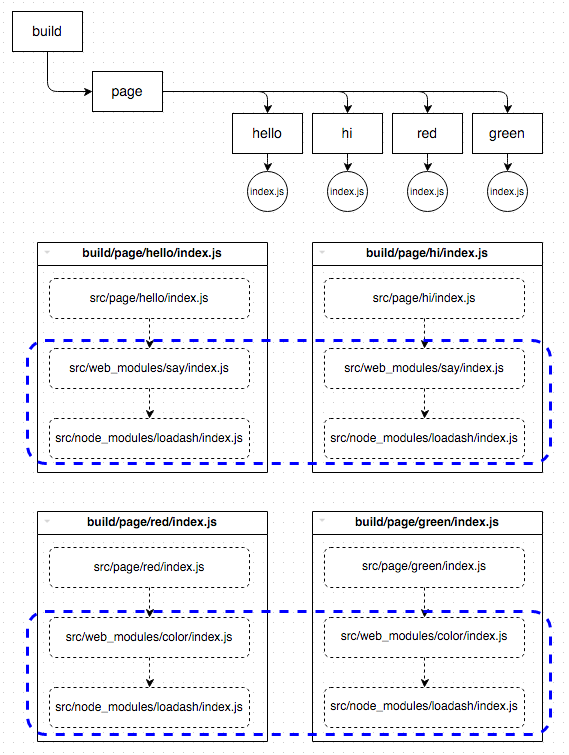 build
page
hello hi red green
index.js index.js index.js index.js
build/page/hello/index.js build/page/hi/index.js
src/page/hello/index.js src/page/hi/index.js
src/web_modules/say/index.js src/web_modules/say/index.js
src/node_modules/loadash/index.js src/node_modules/loadash/index.js
build/page/red/index.js build/page/green/index.js
src/page/red/index.js src/page/green/index.js
src/web_modules/color/index.js src/web_modules/color/index.js
src/node_modules/loadash/index.js src/node_modules/loadash/index.js